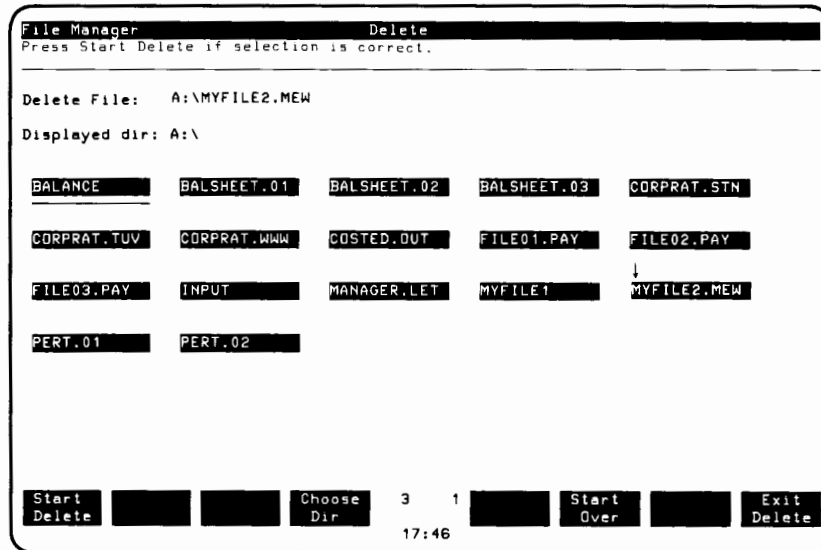 File Manager Delete
Press Start Delete if selection is correct.
Delete File: A:\MYFILE2.MEW
Displayed dir: A:\
BALANCE BALSHEET.01 BALSHEET.02 BALSHEET.03 CORPRAT.STN
CORPRAT.TUV CORPRAT.WWW COSTED.OUT FILE01.PAY FILE02.PAY
FILE03.PAY INPUT MANAGER.LET MYFILE1 MYFILE2.MEW
PERT.01 PERT.02
Start Choose 3 1 Start Exit
Delete Dir Over Delete
17:46